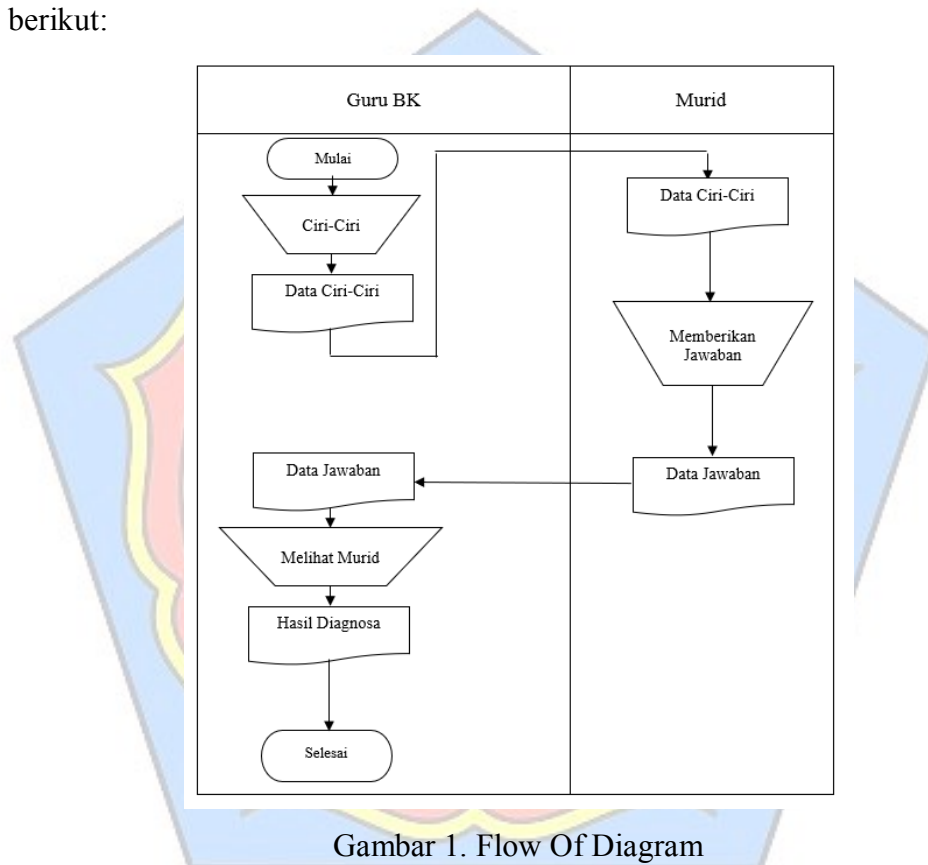 berikut:
Guru BK
Murid
Mulai
Ciri-Ciri
Data Ciri-Ciri
Data Ciri-Ciri
Memberikan
Jawaban
Data Jawaban
Data Jawaban
Melihat Murid
Hasil Diagnosa
Selesai
Gambar 1. Flow Of Diagram